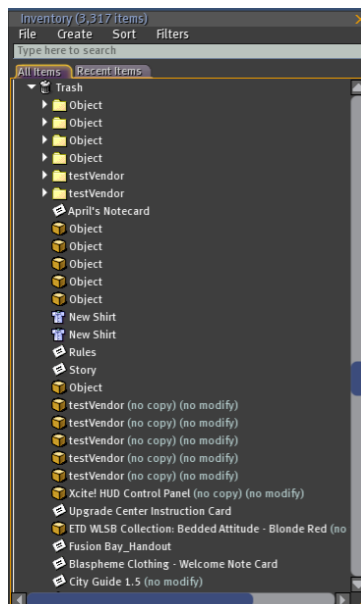 Inventory (3,317 items)
File Create Sort Filters
Type here to search
All Items Recent Items
Trash
Object
Object
Object
Object
testVendor
testVendor
April's Notecard
Object
Object
Object
Object
Object
New Shirt
New Shirt
Rules
Story
Object
testVendor (no copy) (no modify)
testVendor (no copy) (no modify)
testVendor (no copy) (no modify)
testVendor (no copy) (no modify)
testVendor (no copy) (no modify)
Xcite! HUD Control Panel (no copy) (no modify)
Upgrade Center Instruction Card
ETD WLSB Collection: Bedded Attitude - Blonde Red (no
Fusion Bay_Handout
Blaspheme Clothing - Welcome Note Card
City Guide 1.5 (no modify)